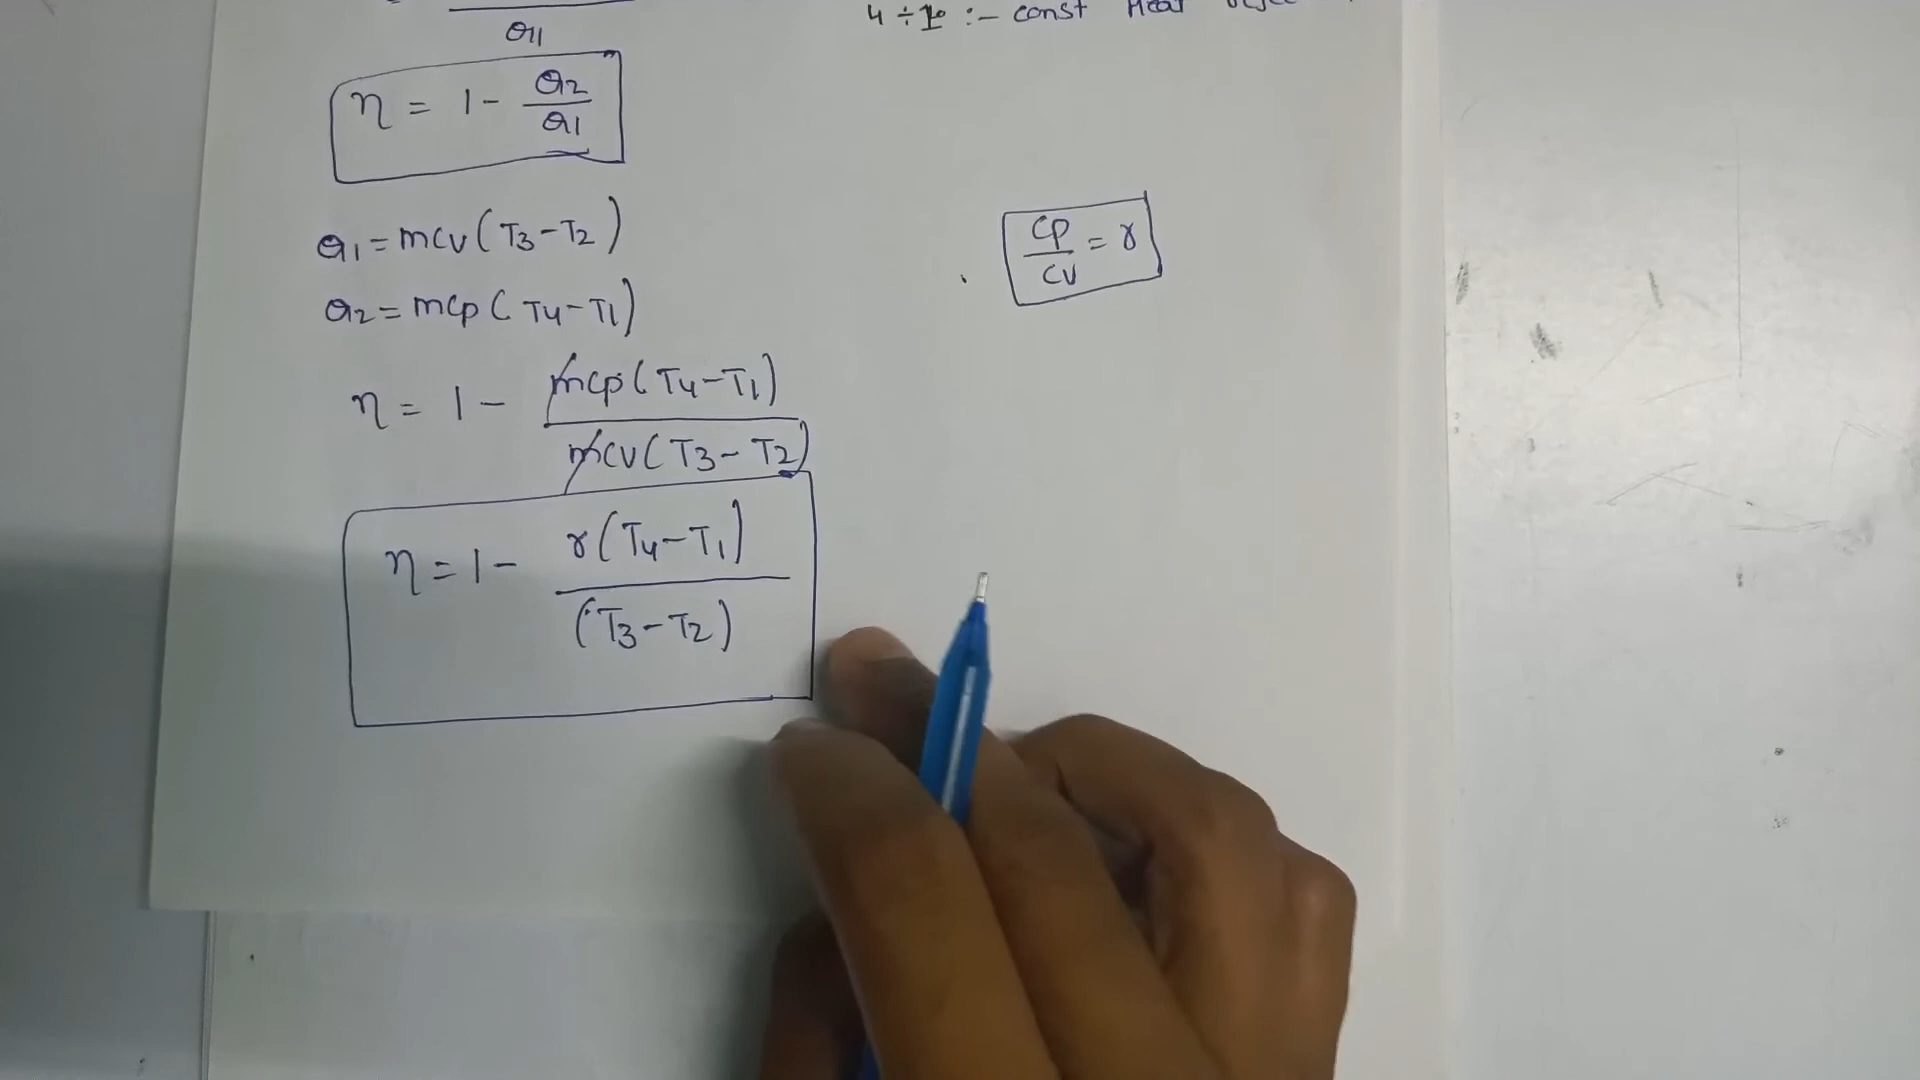 Q1
4 ÷ 1 :- const Heat
η = 1 - Q2/Q1
Q1 = mcv(T3-T2)
Cp/Cv = γ
Q2 = mcp(T4-T1)
η = 1 - mcp(T4-T1)/mcv(T3-T2)
η = 1 - γ(T4-T1)/(T3-T2)